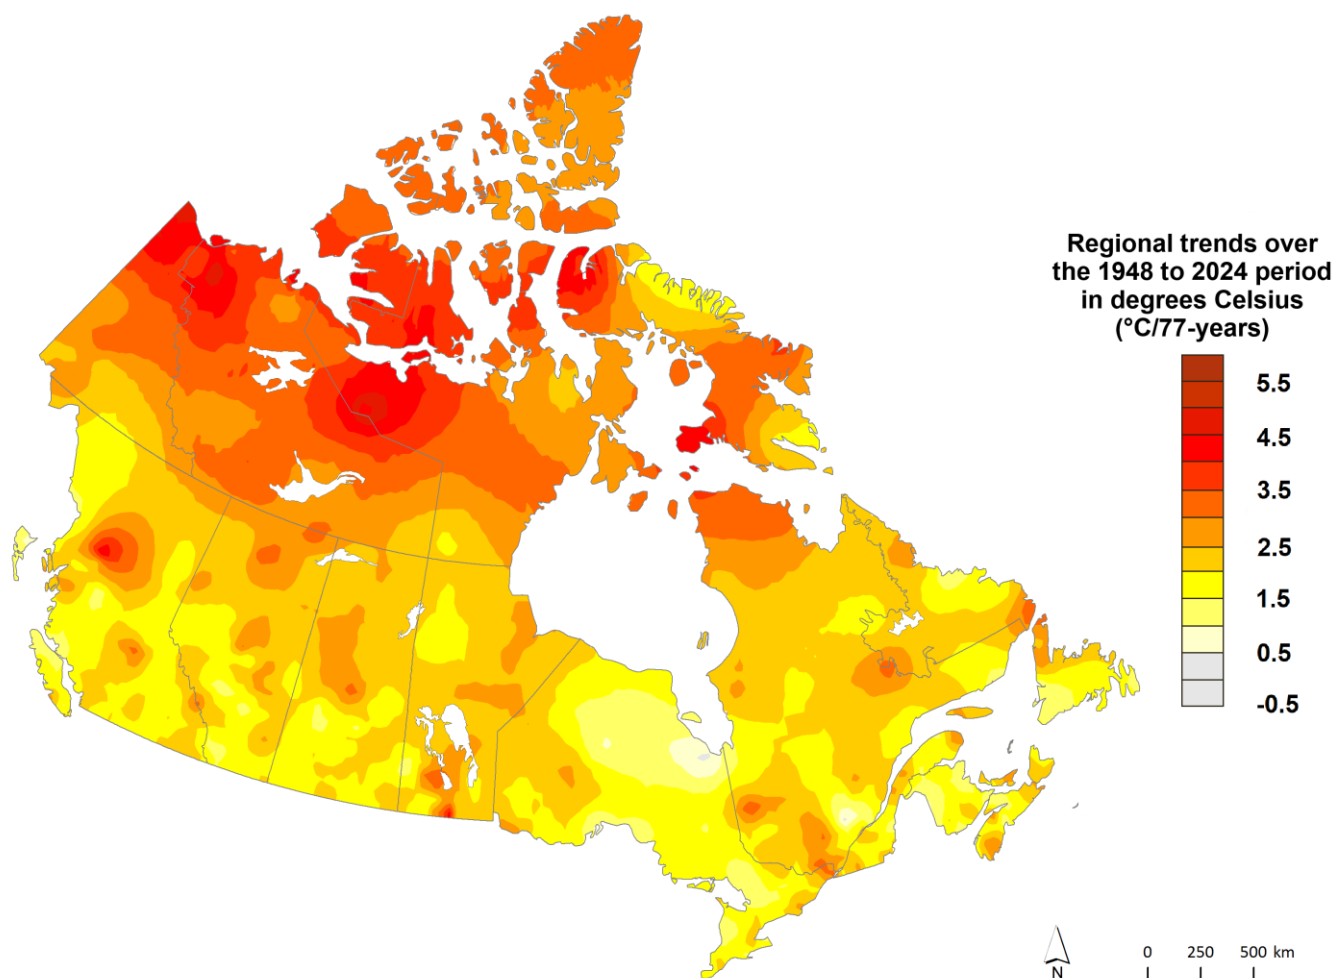 Regional trends over
the 1948 to 2024 period
in degrees Celsius
(°C/77-years)
5.5
4.5
3.5
2.5
1.5
0.5
-0.5
N
0 250 500 km